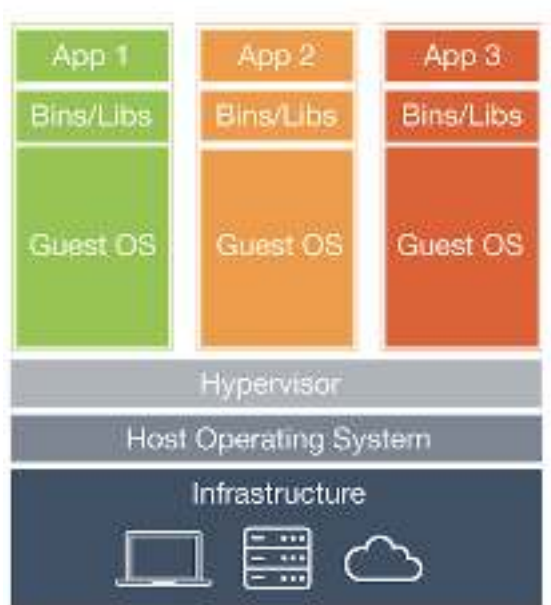 App 1
App 2
App 3
Bins/Libs
Bins/Libs
Bins/Libs
Guest OS
Guest OS
Guest OS
Hypervisor
Host Operating System
Infrastructure